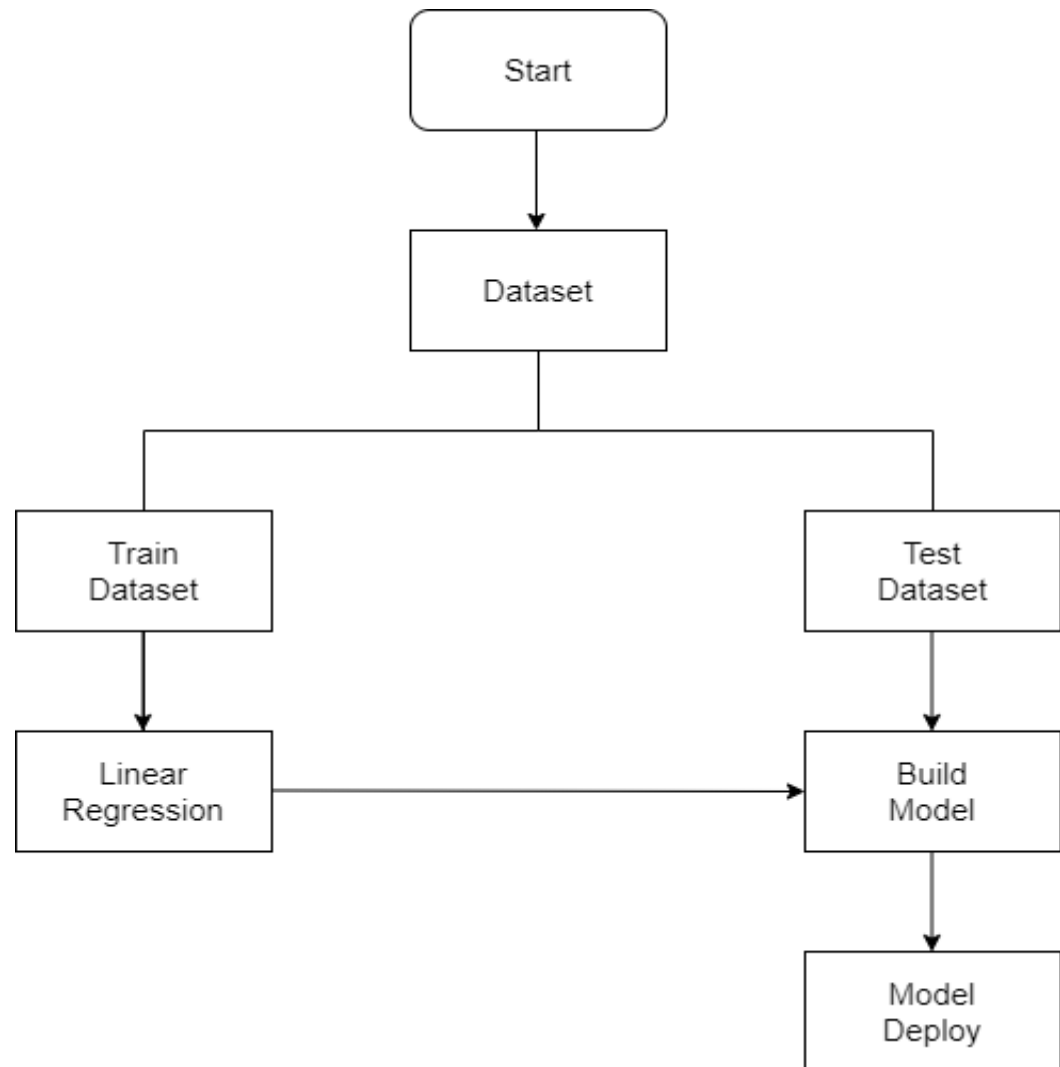 Start
Dataset
Train
Dataset
Test
Dataset
Linear
Regression
Build
Model
Model
Deploy